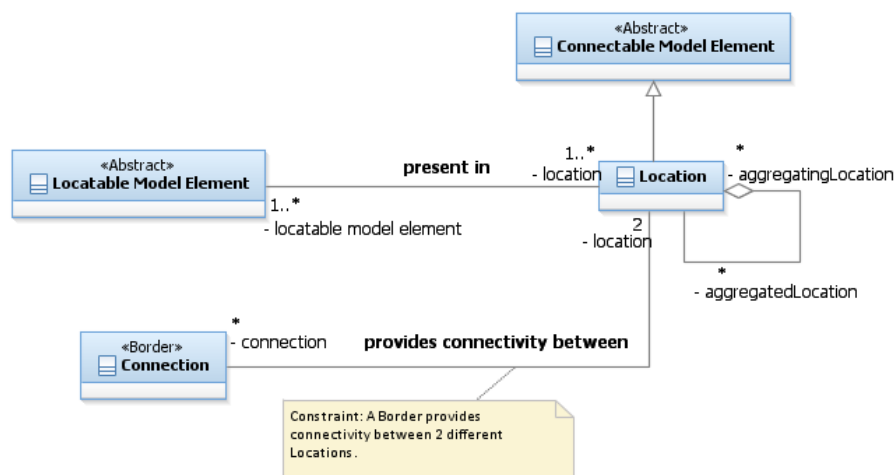 «Abstract»
Connectable Model Element
«Abstract»
Locatable Model Element
present in
1..*
- location
Location
*
- aggregatingLocation
1..*
- locatable model element
2
- location
*
- aggregatedLocation
«Border»
Connection
*
- connection
provides connectivity between
Constraint: A Border provides
connectivity between 2 different
Locations.